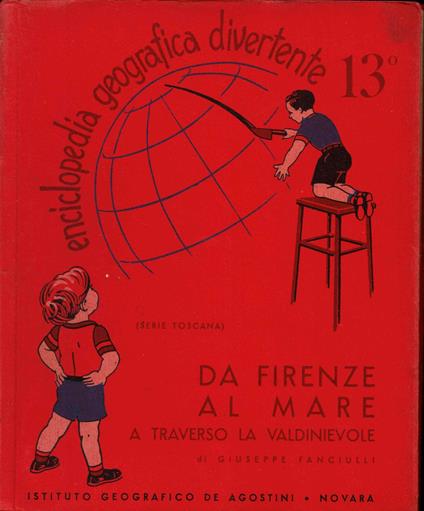 enciclopedia geografica divertente
13°
(SERIE TOSCANA)
DA FIRENZE
AL MARE
A TRAVERSO LA VALDINIEVOLE
di GIUSEPPE FANCIULLI
ISTITUTO GEOGRAFICO DE AGOSTINI • NOVARA